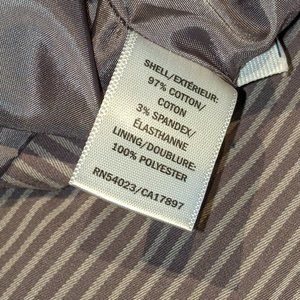 SHELL/EXTÉRIEUR:
97% COTTON/
COTON
3% SPANDEX/
ÉLASTHANNE
LINING/DOUBLURE:
100% POLYESTER
RN54023/CA17897